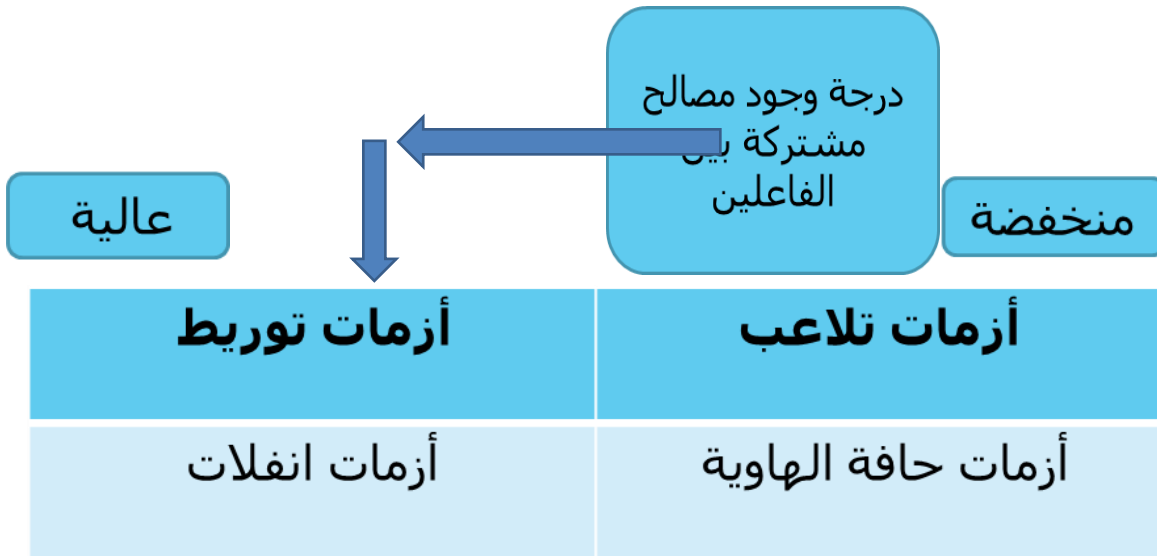 درجة وجود مصالح
مشتركة بين
الفاعلين
منخفضة
عالية
أزمات تلاعب
أزمات توريط
أزمات حافة الهاوية
أزمات انفلات